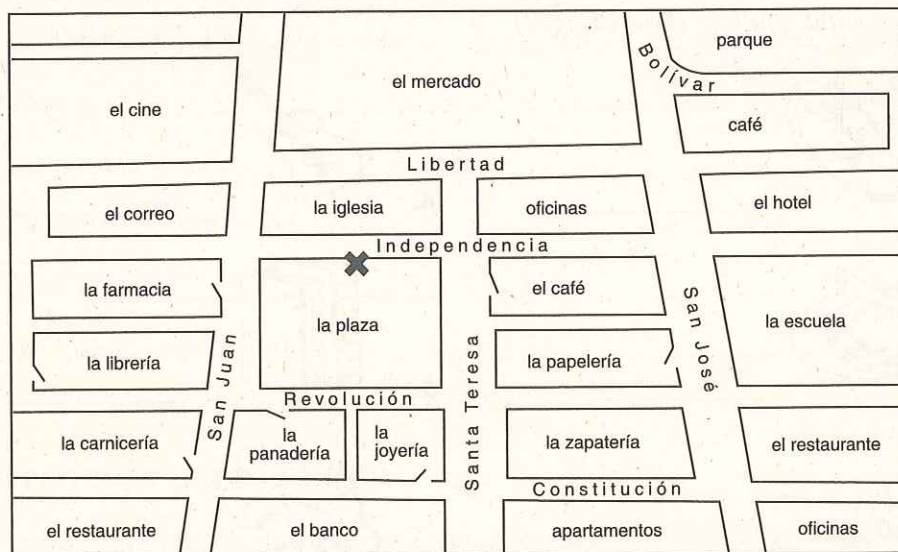 parque
Bolívar
el mercado
el cine
café
Libertad
el correo
la iglesia
oficinas
el hotel
Independencia
la farmacia
la plaza
el café
la escuela
San Juan
Santa Teresa
San José
la librería
la papelería
Revolución
la carnicería
la
panadería
la
joyería
la zapatería
el restaurante
Constitución
el restaurante
el banco
apartamentos
oficinas